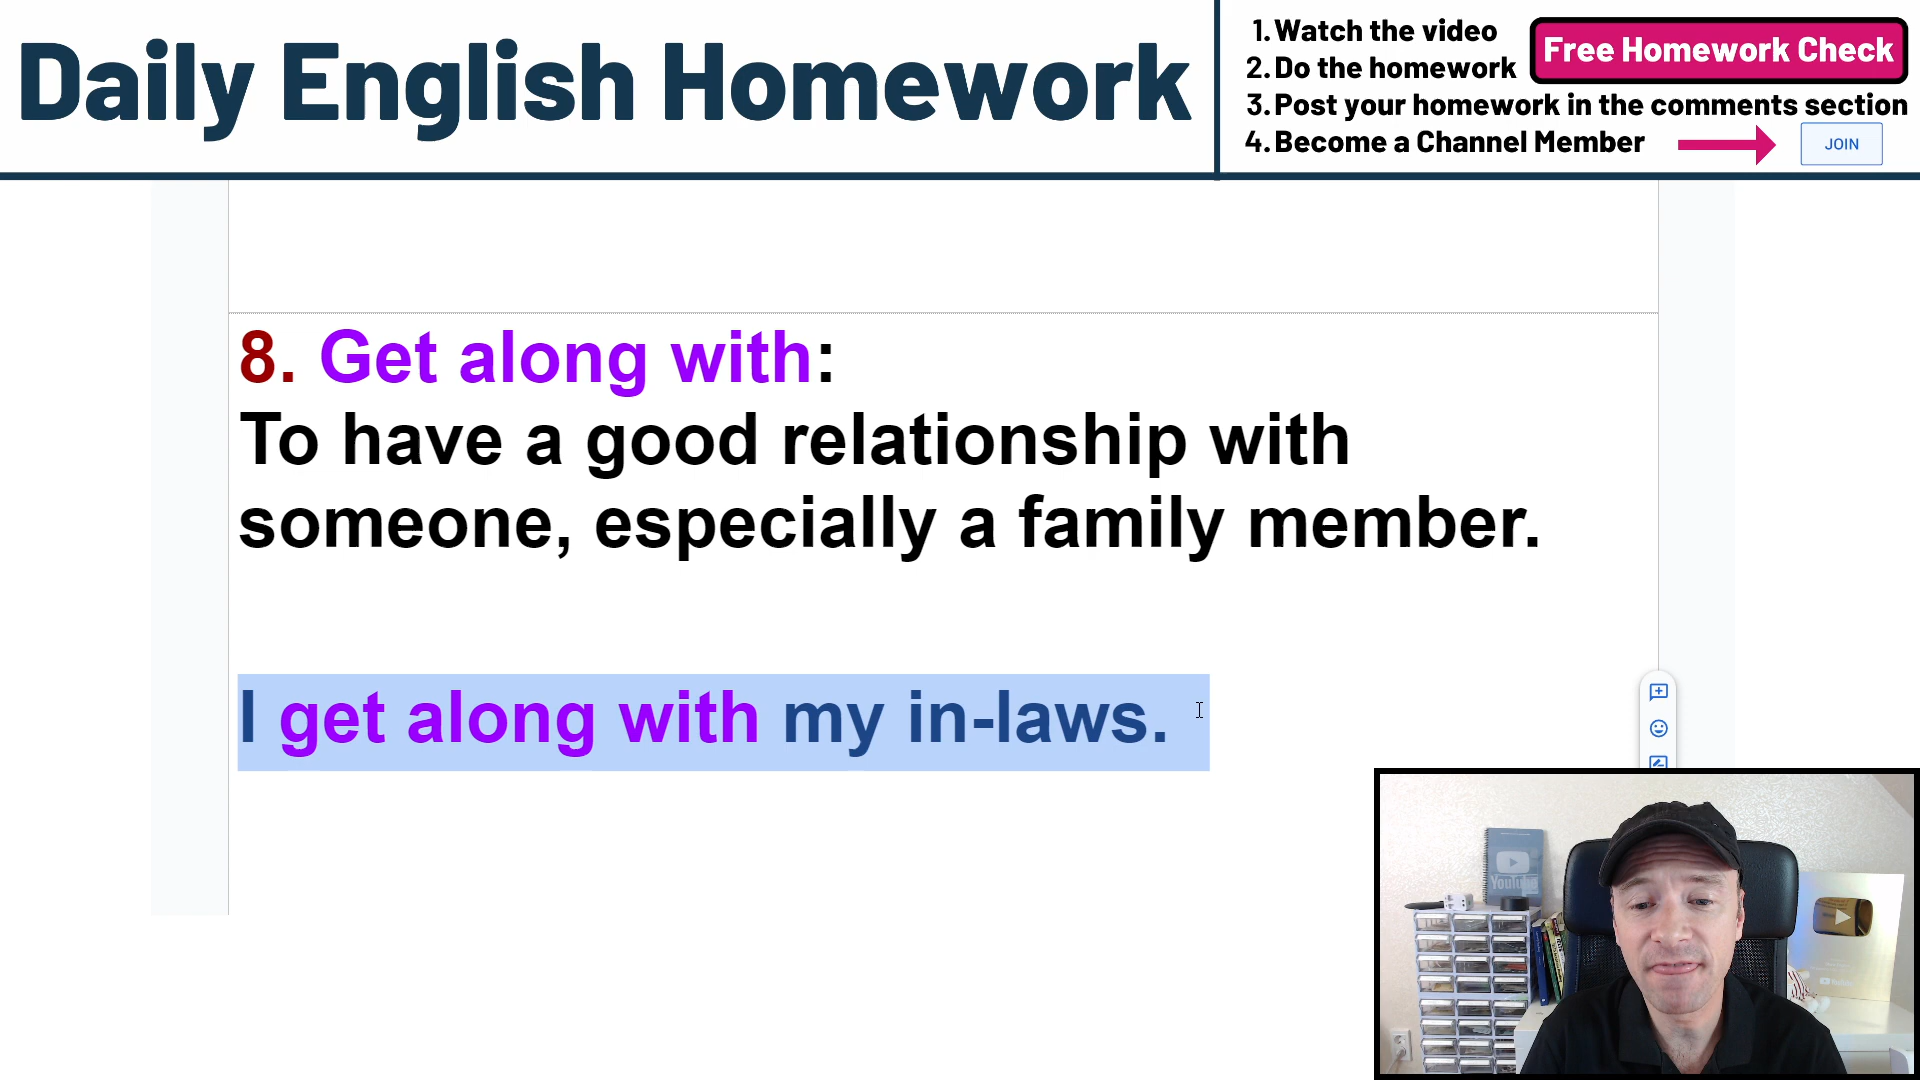 Daily English Homework
1. Watch the video
2. Do the homework
Free Homework Check
3. Post your homework in the comments section
4. Become a Channel Member
JOIN
8. Get along with:
To have a good relationship with
someone, especially a family member.
I get along with my in-laws.
YouTube